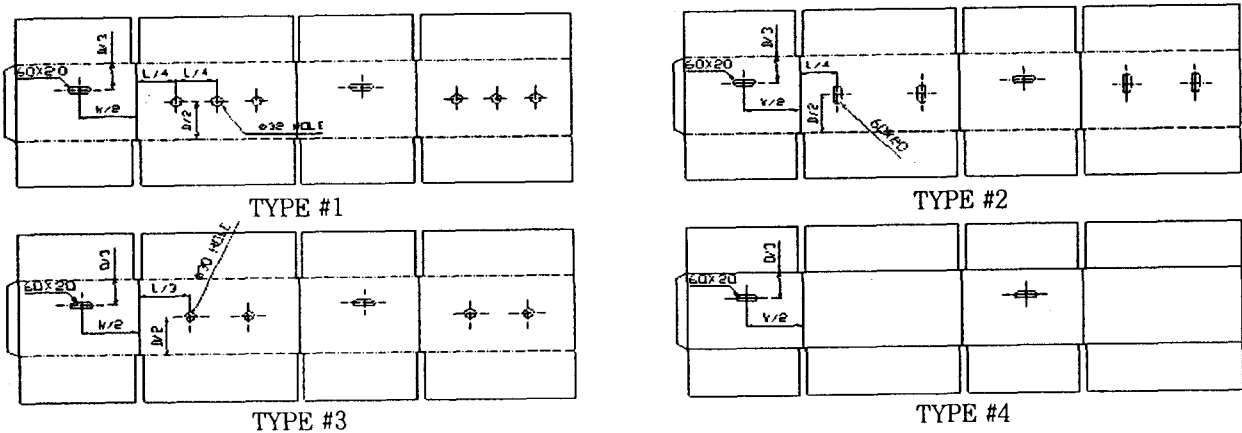 D/3
60X20
L/4 L/4
W/2
D/2
ø32 HOLE
TYPE #1
D/3
60X20
L/4
W/2
D/2
60X20
TYPE #2
ø30 HOLE
D/3
60X20
L/3
W/2
D/2
TYPE #3
D/3
60X20
W/2
TYPE #4